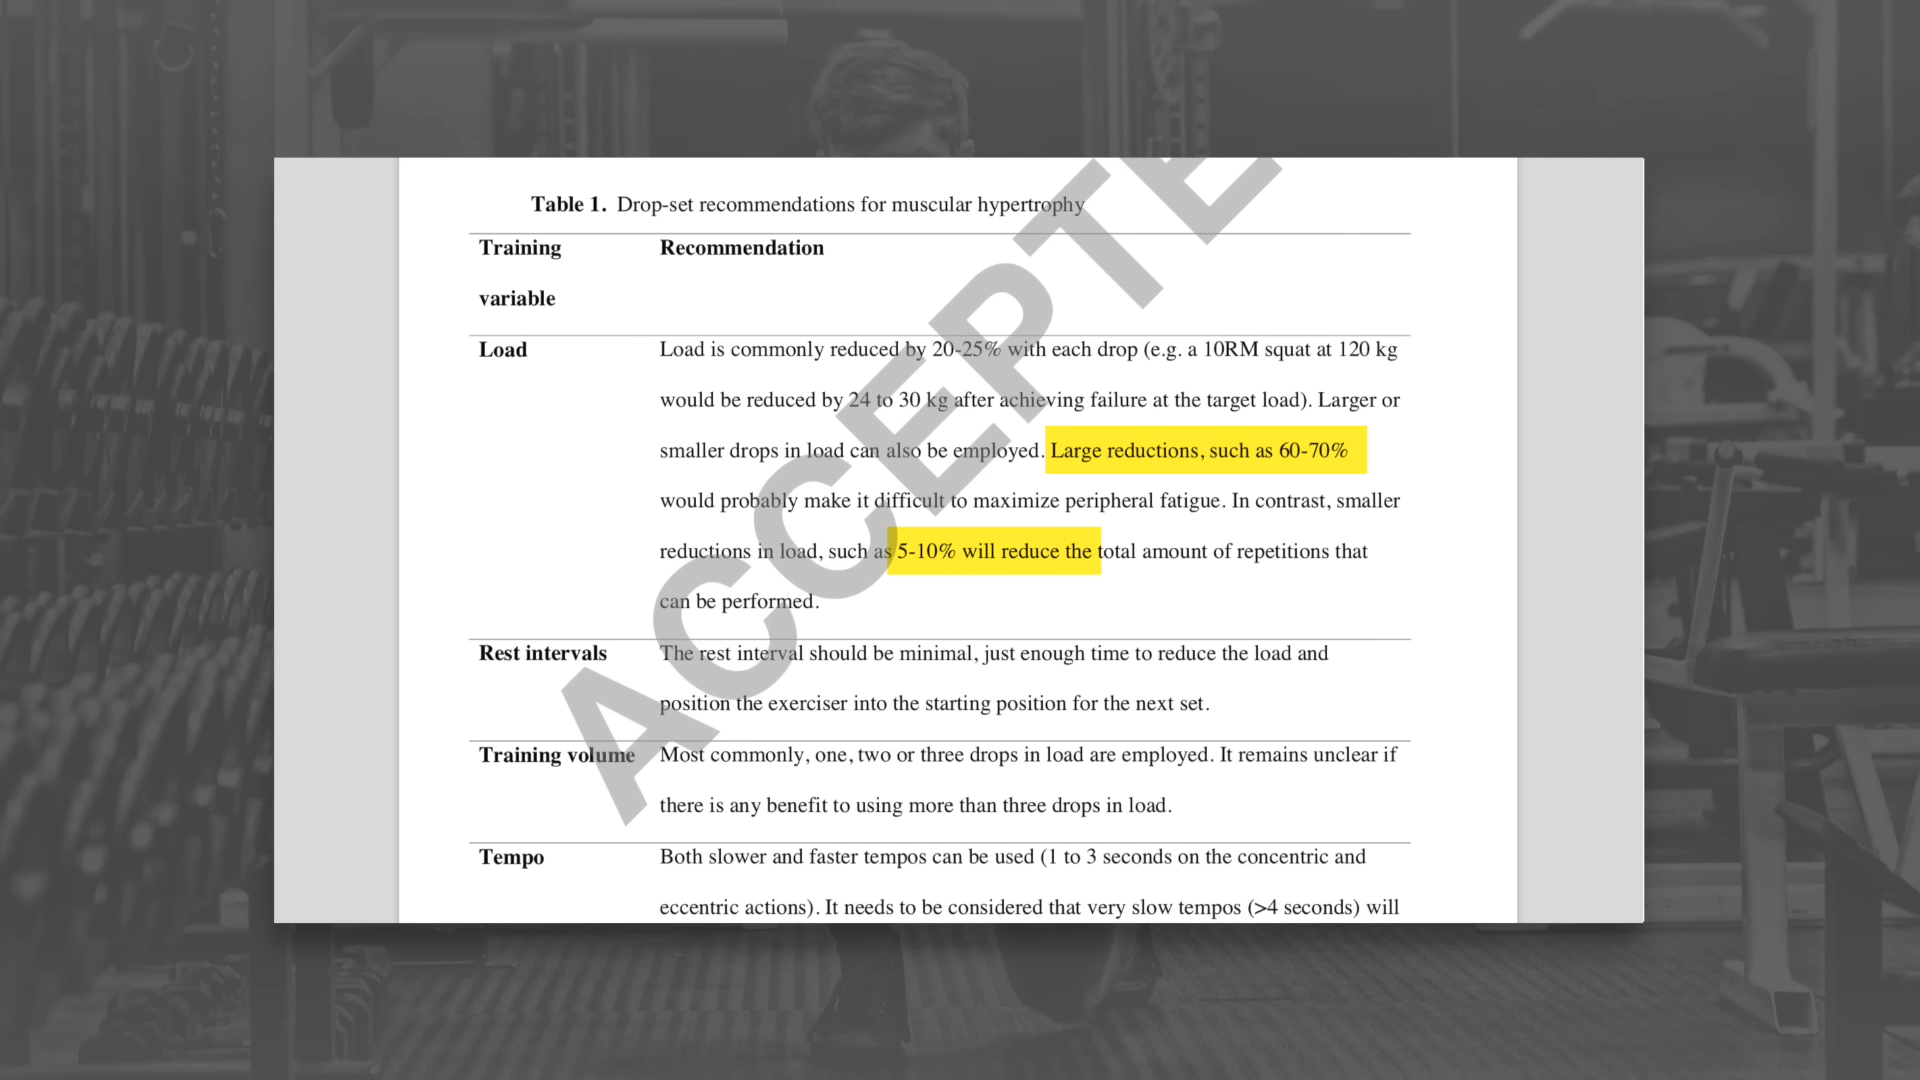 Table 1. Drop-set recommendations for muscular hypertrophy
Training variable
Recommendation
Load
Load is commonly reduced by 20-25% with each drop (e.g. a 10RM squat at 120 kg
would be reduced by 24 to 30 kg after achieving failure at the target load). Larger or
smaller drops in load can also be employed. Large reductions, such as 60-70%
would probably make it difficult to maximize peripheral fatigue. In contrast, smaller
reductions in load, such as 5-10% will reduce the total amount of repetitions that
can be performed.
Rest intervals
The rest interval should be minimal, just enough time to reduce the load and
position the exerciser into the starting position for the next set.
Training volume
Most commonly, one, two or three drops in load are employed. It remains unclear if
there is any benefit to using more than three drops in load.
Tempo
Both slower and faster tempos can be used (1 to 3 seconds on the concentric and
eccentric actions). It needs to be considered that very slow tempos (>4 seconds) will
ACCEPTE